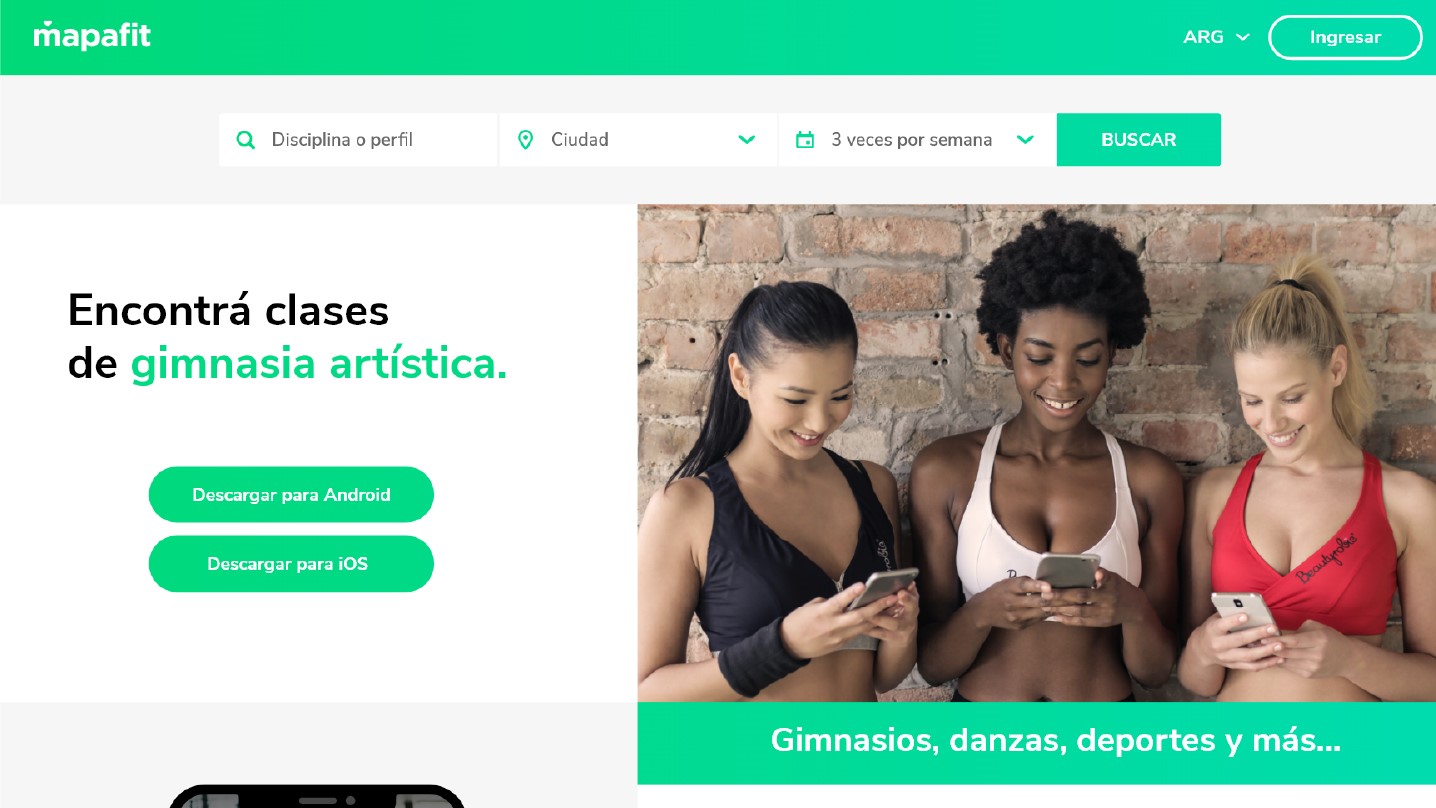 mapafit
ARG
Ingresar
Disciplina o perfil
Ciudad
3 veces por semana
BUSCAR
Encontrá clases
de gimnasia artística.
Descargar para Android
Descargar para iOS
Beautyrobic
Gimnasios, danzas, deportes y más...